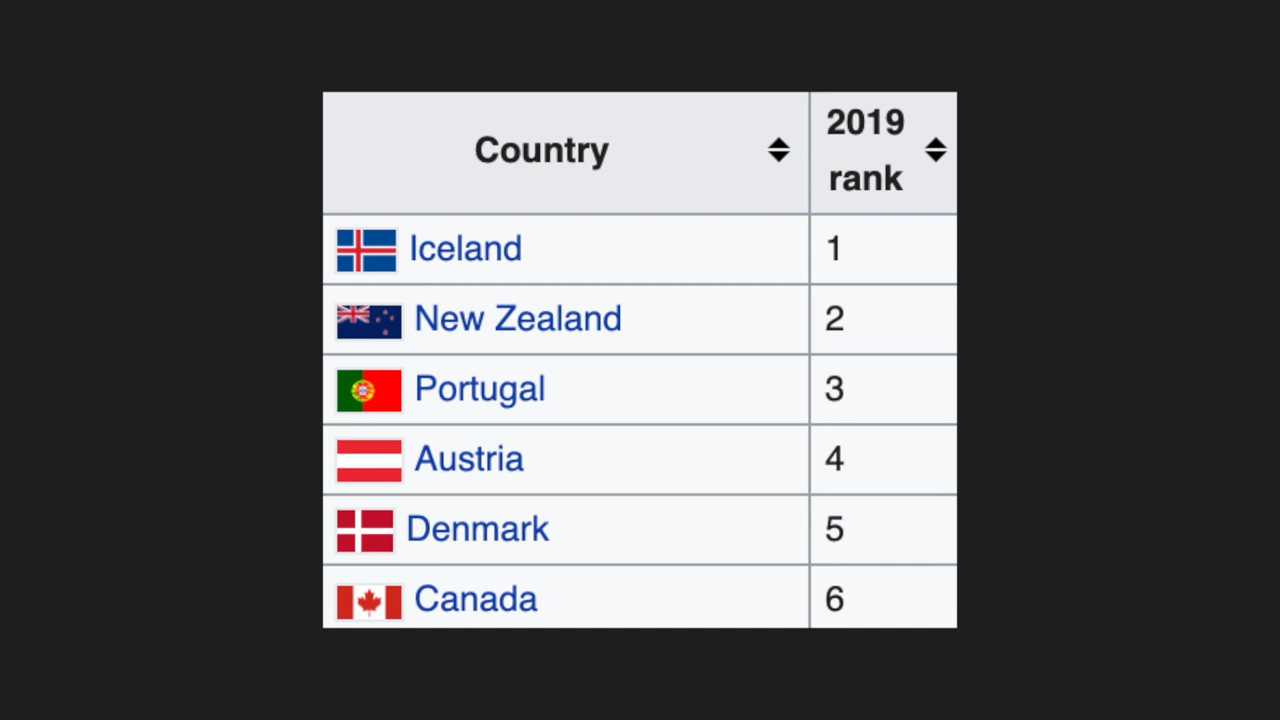 Country 2019 rank
Iceland 1
New Zealand 2
Portugal 3
Austria 4
Denmark 5
Canada 6